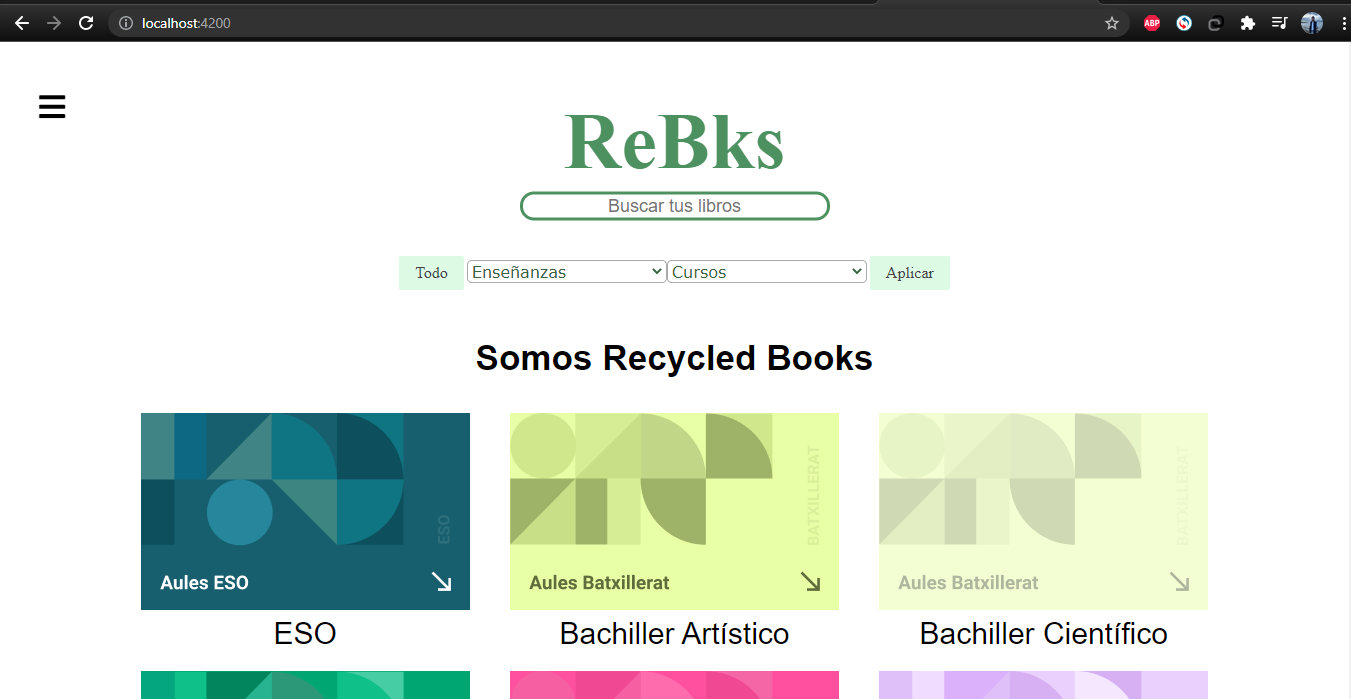 localhost:4200
ABP
ReBks
Buscar tus libros
Todo Enseñanzas Cursos Aplicar
Somos Recycled Books
ESO
Aules ESO
BATXILLERAT
Aules Batxillerat
BATXILLERAT
Aules Batxillerat
ESO
Bachiller Artístico
Bachiller Científico